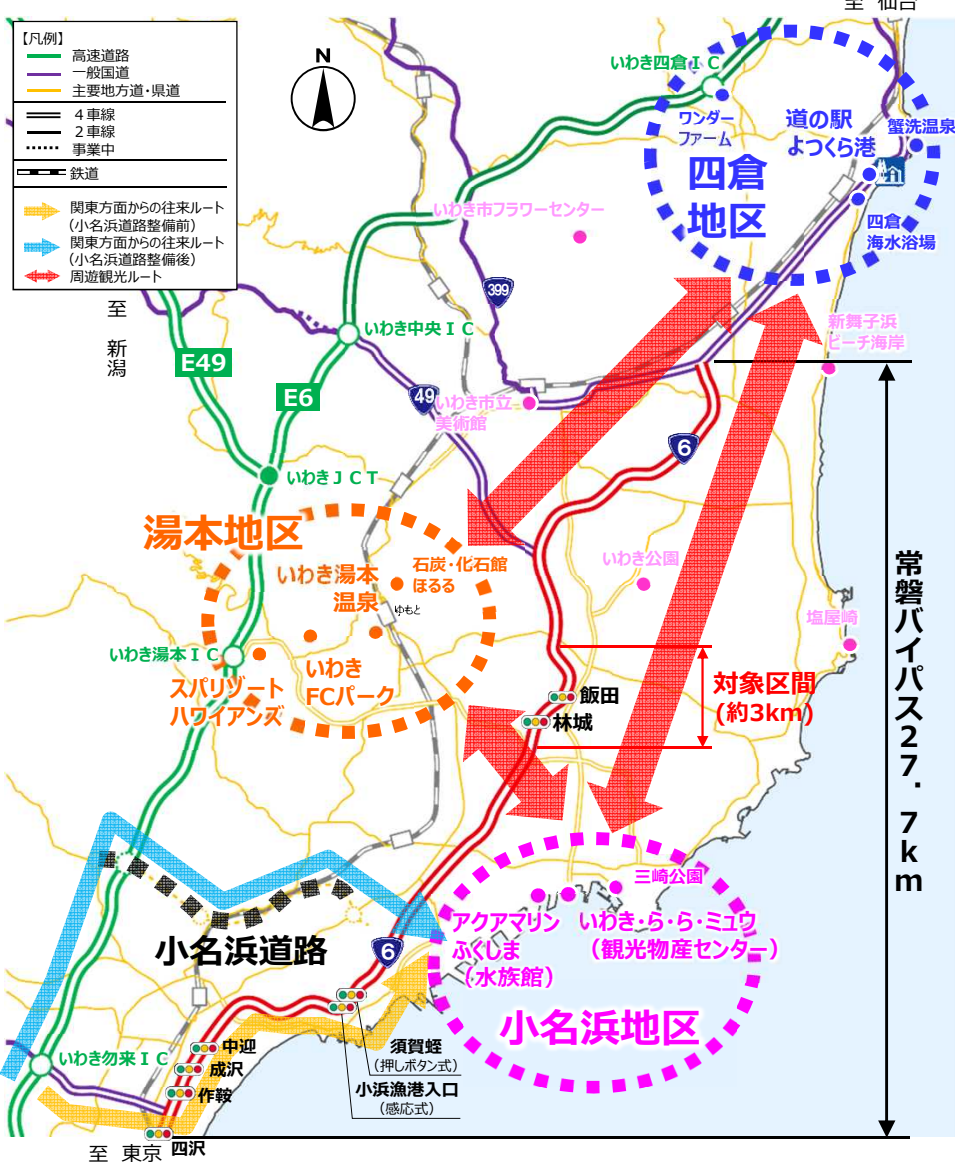 至 仙台
【凡例】
高速道路
一般国道
主要地方道・県道
４車線
２車線
事業中
鉄道
関東方面からの往来ルート
(小名浜道路整備前)
関東方面からの往来ルート
(小名浜道路整備後)
周遊観光ルート
N
いわき四倉ＩＣ
ワンダー
ファーム
道の駅
よつくら港
蟹洗温泉
四倉
地区
四倉
海水浴場
いわき市フラワーセンター
399
至
新潟
いわき中央ＩＣ
新舞子浜
ビーチ海岸
E49
E6
49
いわき市立
美術館
6
いわきＪＣＴ
湯本地区
いわき湯本
温泉
石炭・化石館
ほるる
ゆもと
いわき公園
常磐バイパス２７．７ｋｍ
塩屋崎
いわき湯本ＩＣ
スパリゾート
ハワイアンズ
いわき
FCパーク
対象区間
(約3km)
飯田
林城
三崎公園
アクアマリン
ふくしま
（水族館）
いわき・ら・ら・ミュウ
（観光物産センター）
小名浜道路
6
小名浜地区
いわき勿来ＩＣ
中迎
成沢
作鞍
須賀蛭
(押しボタン式)
小浜漁港入口
(感応式)
四沢
至 東京